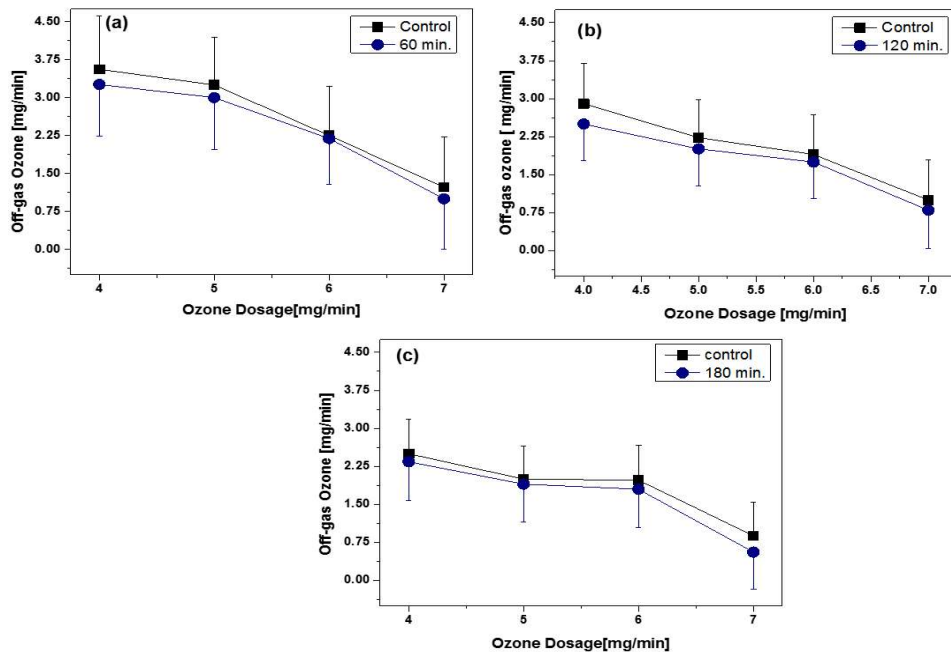 (a)
Control
60 min.
4.50
3.75
3.00
2.25
1.50
0.75
0.00
Off-gas Ozone [mg/min]
4 5 6 7
Ozone Dosage[mg/min]
(b)
Control
120 min.
4.50
3.75
3.00
2.25
1.50
0.75
0.00
Off-gas ozone [ mg/min]
4.0 4.5 5.0 5.5 6.0 6.5 7.0
Ozone Dosage [mg/min]
(c)
control
180 min.
4.50
3.75
3.00
2.25
1.50
0.75
0.00
Off-gas Ozone [mg/min]
4 5 6 7
Ozone Dosage[mg/min]